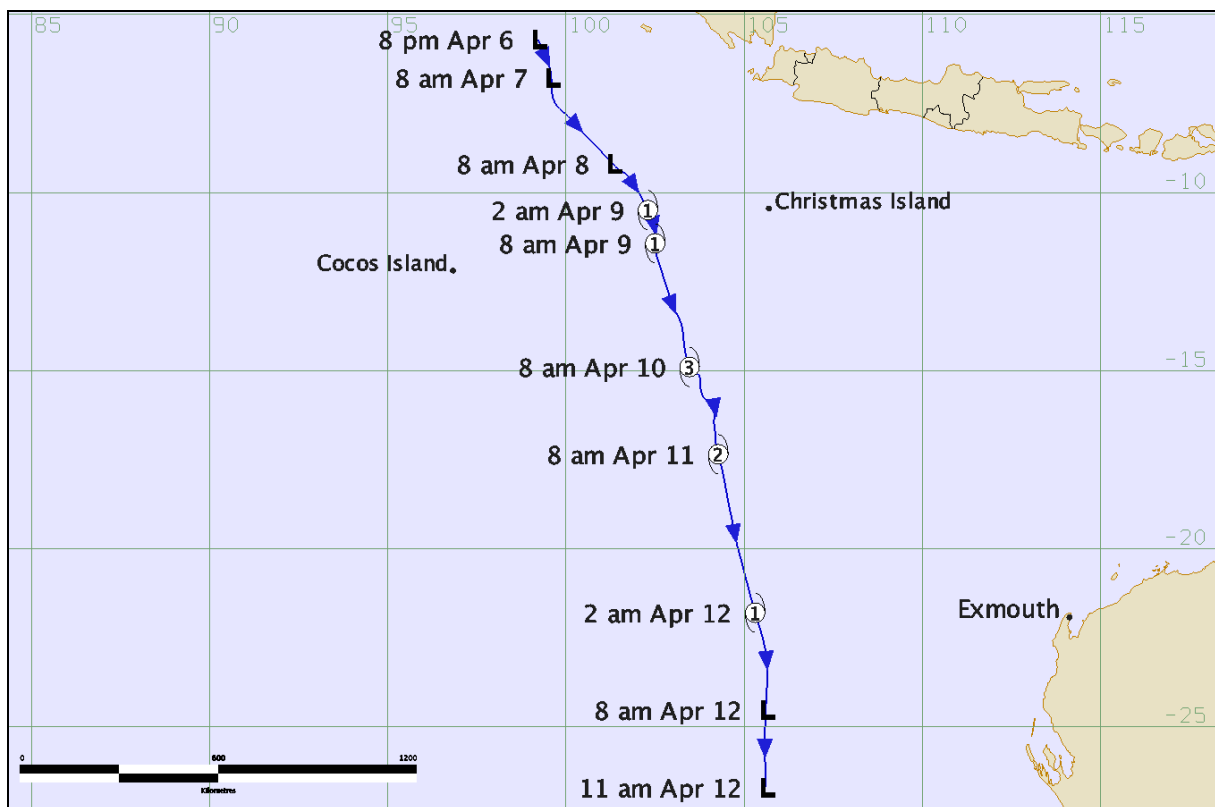 85 90 95 100 105 110 115
8 pm Apr 6 L
8 am Apr 7 L
8 am Apr 8 L
-10
Christmas Island
2 am Apr 9 1
8 am Apr 9 1
Cocos Island
8 am Apr 10 3
-15
8 am Apr 11 2
-20
2 am Apr 12 1
Exmouth
8 am Apr 12 L
-25
0 600 1200
Kilometres
11 am Apr 12 L